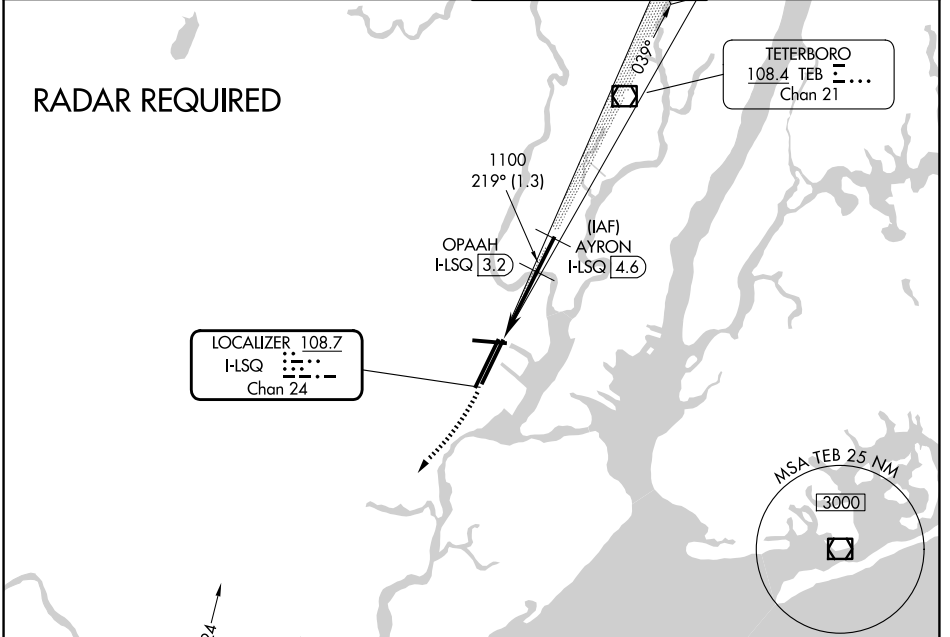 RADAR REQUIRED
039°
TETERBORO
108.4 TEB
Chan 21
1100
219° (1.3)
OPAAH
I-LSQ 3.2
(IAF)
AYRON
I-LSQ 4.6
LOCALIZER 108.7
I-LSQ
Chan 24
MSA TEB 25 NM
3000